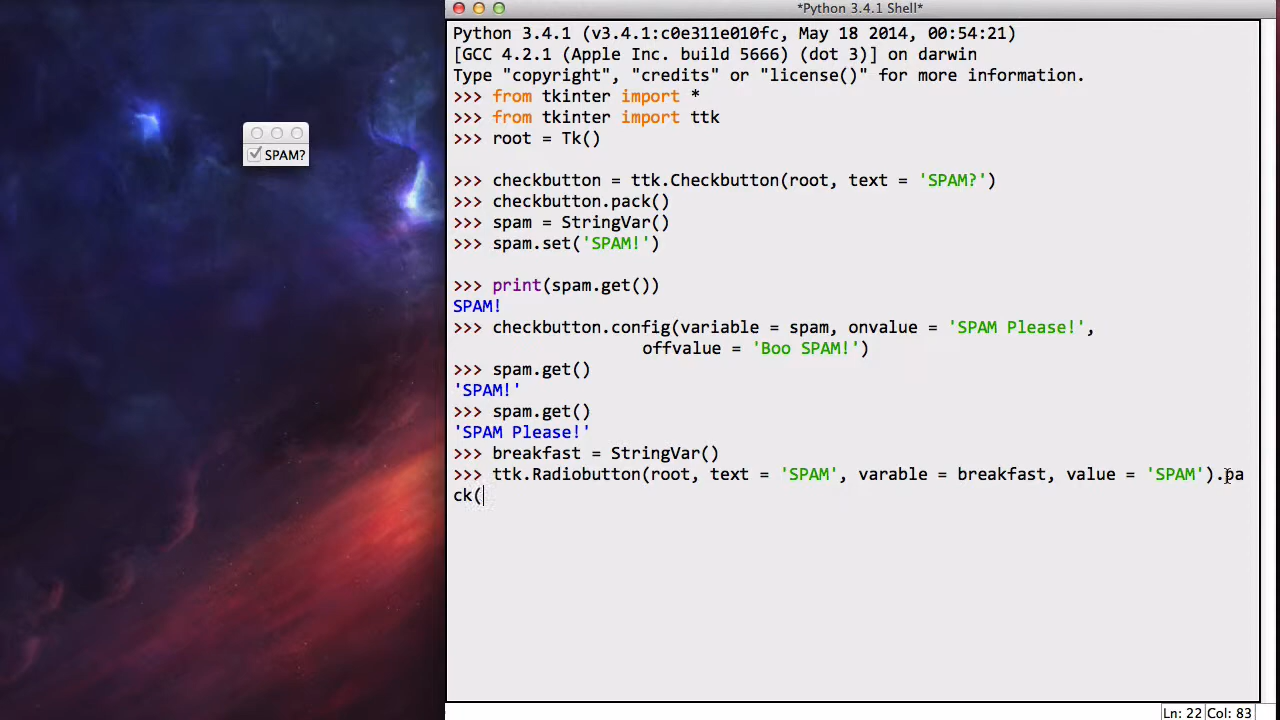 *Python 3.4.1 Shell*
Python 3.4.1 (v3.4.1:c0e311e010fc, May 18 2014, 00:54:21)
[GCC 4.2.1 (Apple Inc. build 5666) (dot 3)] on darwin
Type "copyright", "credits" or "license()" for more information.
>>> from tkinter import *
>>> from tkinter import ttk
>>> root = Tk()
SPAM?
>>> checkbutton = ttk.Checkbutton(root, text = 'SPAM?')
>>> checkbutton.pack()
>>> spam = StringVar()
>>> spam.set('SPAM!')
>>> print(spam.get())
SPAM!
>>> checkbutton.config(variable = spam, onvalue = 'SPAM Please!',
offvalue = 'Boo SPAM!')
>>> spam.get()
'SPAM!'
>>> spam.get()
'SPAM Please!'
>>> breakfast = StringVar()
>>> ttk.Radiobutton(root, text = 'SPAM', varable = breakfast, value = 'SPAM').pa
ck(
Ln: 22 Col: 83